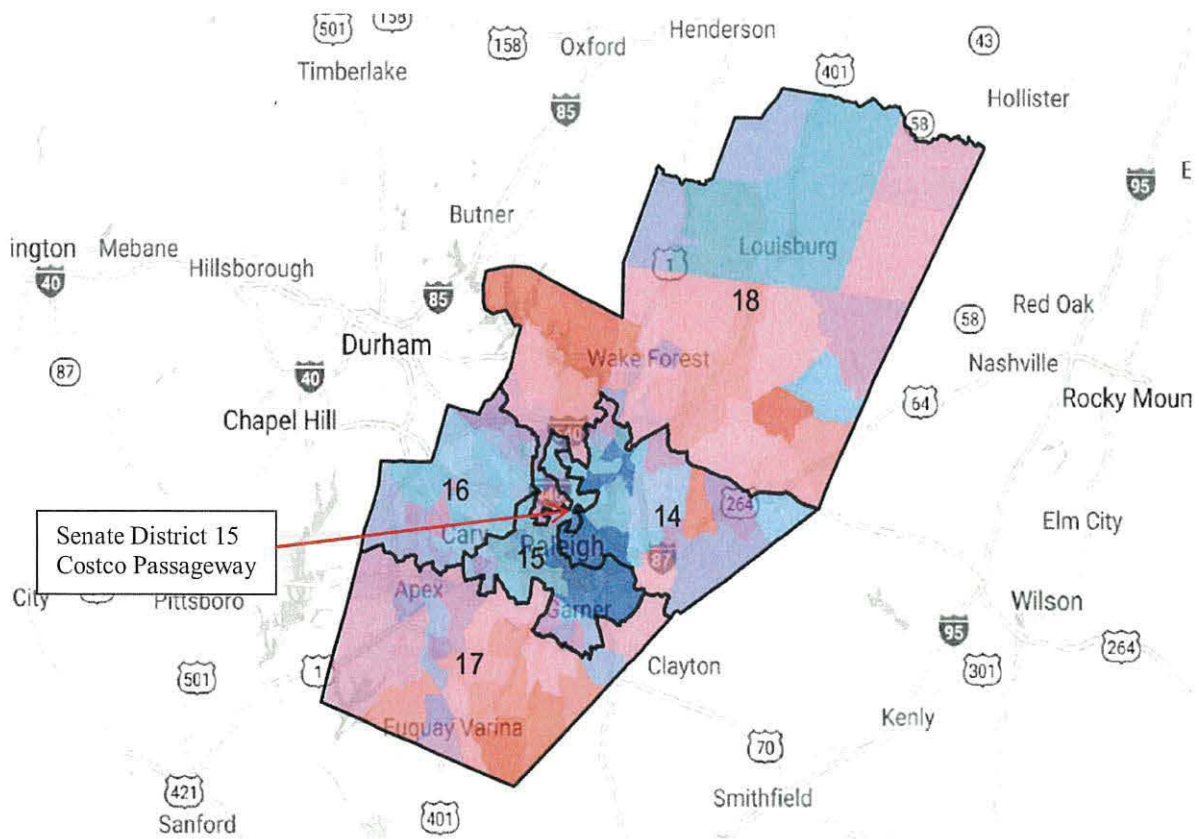 501
158
158
Oxford
Henderson
43
Timberlake
401
Hollister
85
58
95
E
Butner
ington
Mebane
Hillsborough
Louisburg
40
1
85
18
Red Oak
58
Durham
Wake Forest
Nashville
87
40
64
Rocky Moun
Chapel Hill
540
16
264
14
Senate District 15
Costco Passageway
Cary
Raleigh
15
Elm City
87
City
Pittsboro
Apex
Garner
Wilson
95
264
17
Clayton
301
501
1
Fuquay Varina
Kenly
70
421
Smithfield
401
Sanford